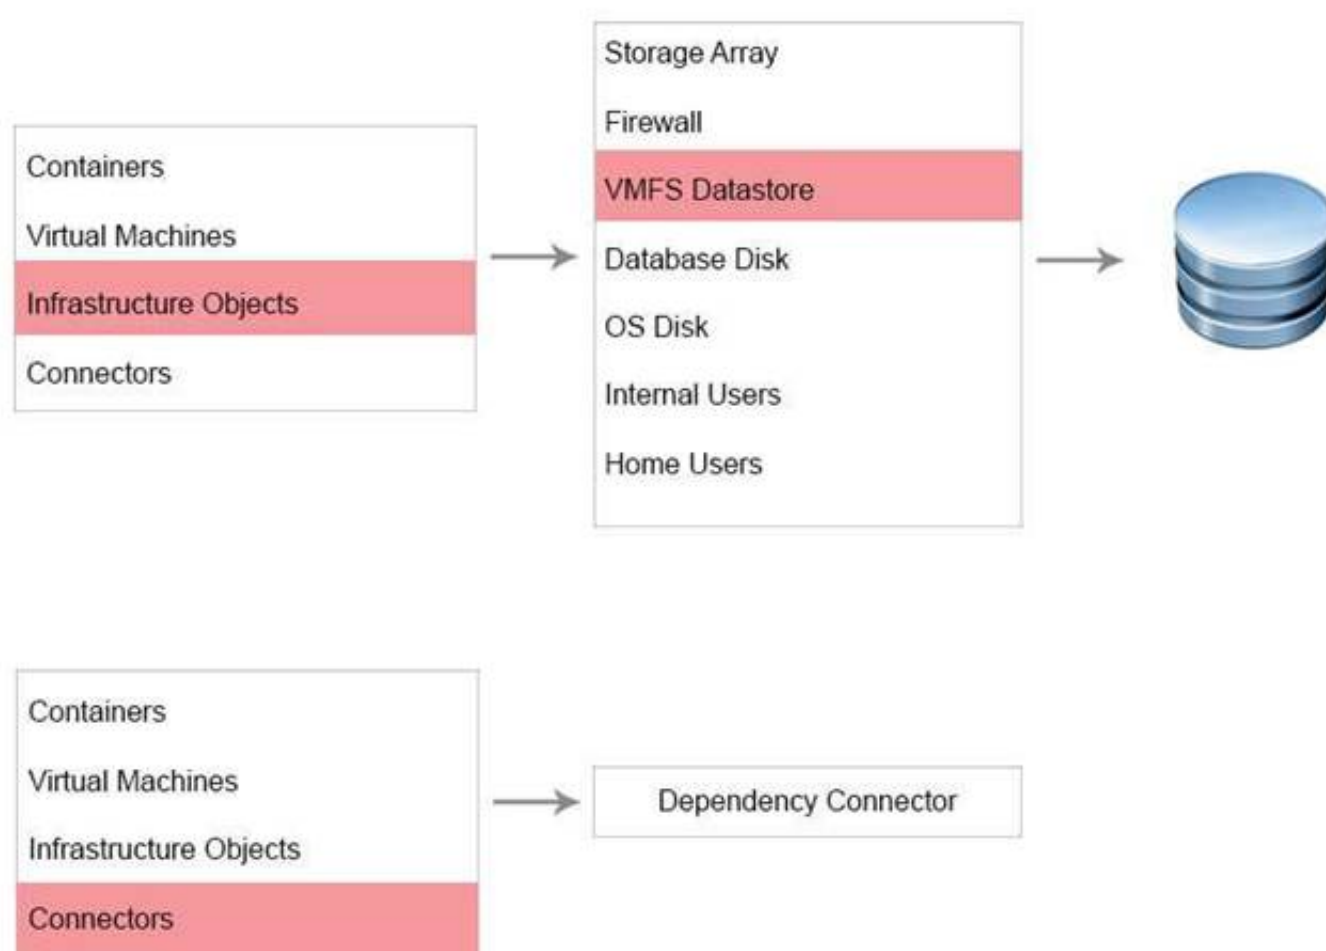 Containers
Virtual Machines
Infrastructure Objects
Connectors
Storage Array
Firewall
VMFS Datastore
Database Disk
OS Disk
Internal Users
Home Users
Containers
Virtual Machines
Infrastructure Objects
Connectors
Dependency Connector